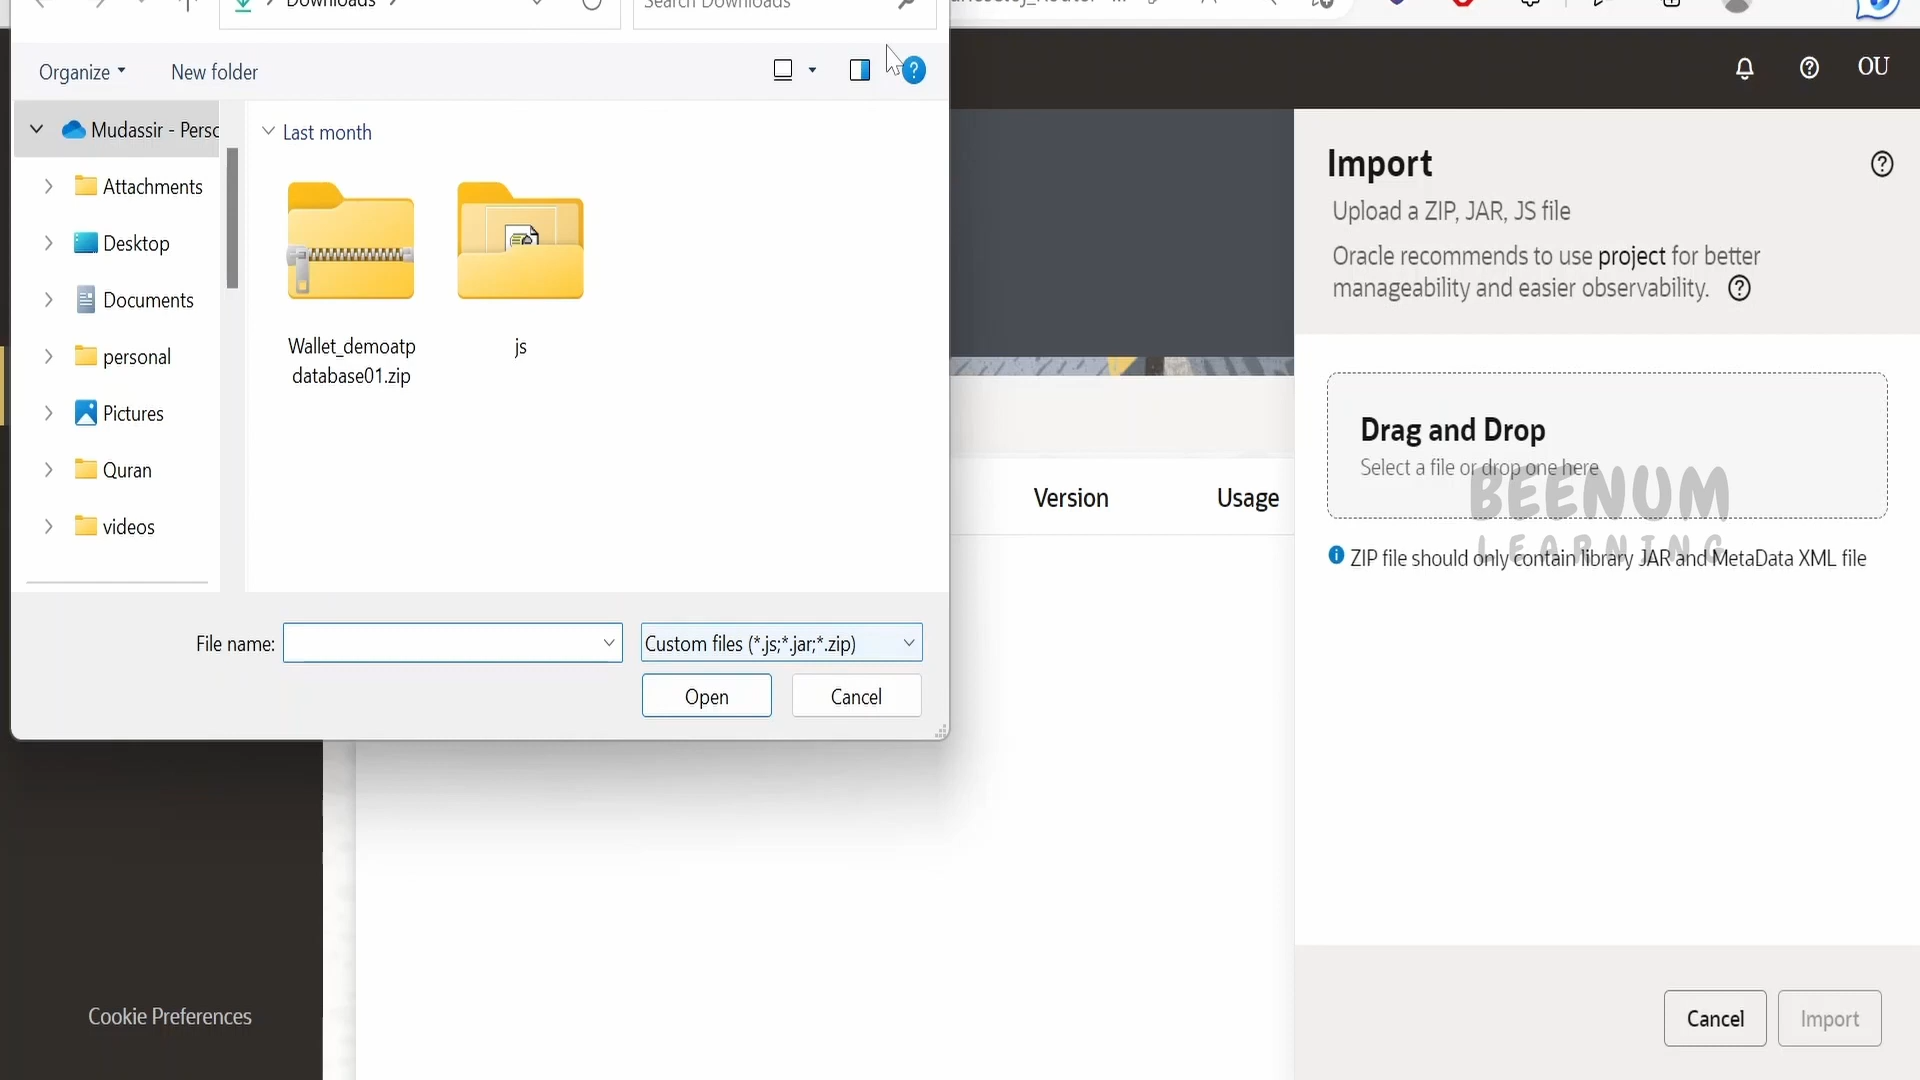 Downloads
Search Downloads
Organize
New folder
OU
Mudassir - Perso
Last month
Attachments
Desktop
Documents
personal
Pictures
Quran
videos
Wallet_demoatp
database01.zip
js
Import
Upload a ZIP, JAR, JS file
Oracle recommends to use project for better
manageability and easier observability.
Drag and Drop
Select a file or drop one here
BEENUM
LEARNING
ZIP file should only contain library JAR and MetaData XML file
Version
Usage
File name:
Custom files (*.js;*.jar;*.zip)
Open
Cancel
Cookie Preferences
Cancel
Import